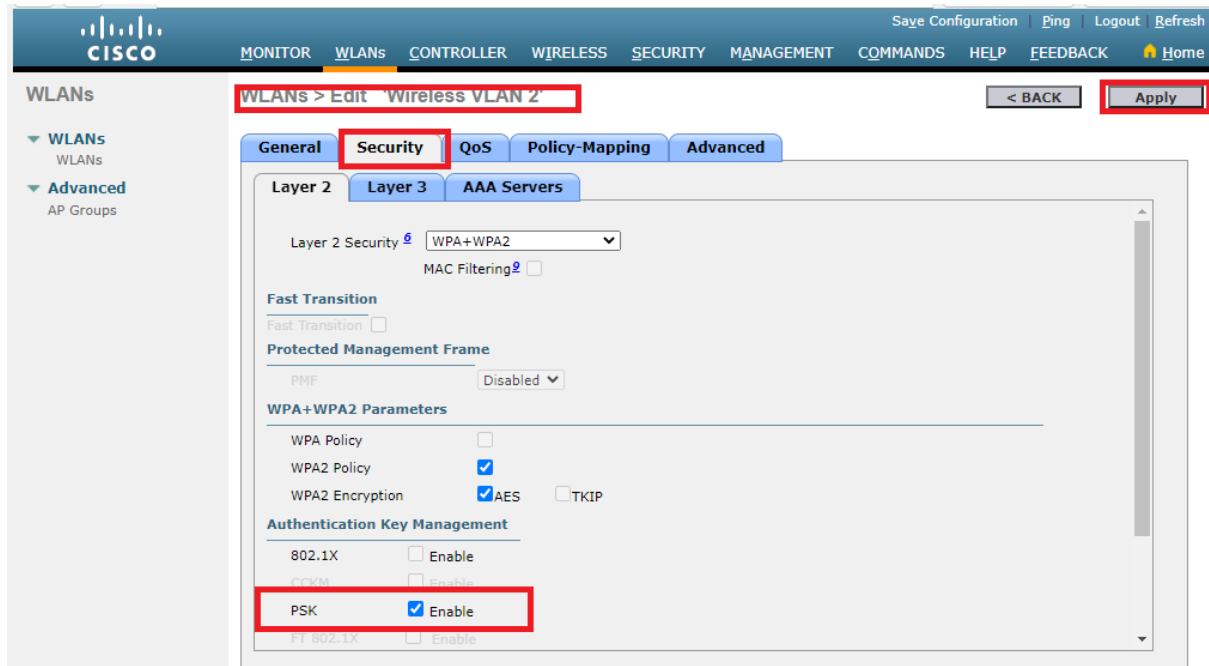 Save Configuration | Ping | Logout | Refresh
CISCO MONITOR WLANs CONTROLLER WIRELESS SECURITY MANAGEMENT COMMANDS HELP FEEDBACK Home
WLANs
WLANs > Edit 'Wireless VLAN 2'
< BACK
Apply
WLANs
WLANs
Advanced
AP Groups
General Security QoS Policy-Mapping Advanced
Layer 2 Layer 3 AAA Servers
Layer 2 Security 6 WPA+WPA2
MAC Filtering 9
Fast Transition
Fast Transition
Protected Management Frame
PMF Disabled
WPA+WPA2 Parameters
WPA Policy
WPA2 Policy
WPA2 Encryption AES TKIP
Authentication Key Management
802.1X Enable
CCKM Enable
PSK Enable
FT 802.1X Enable